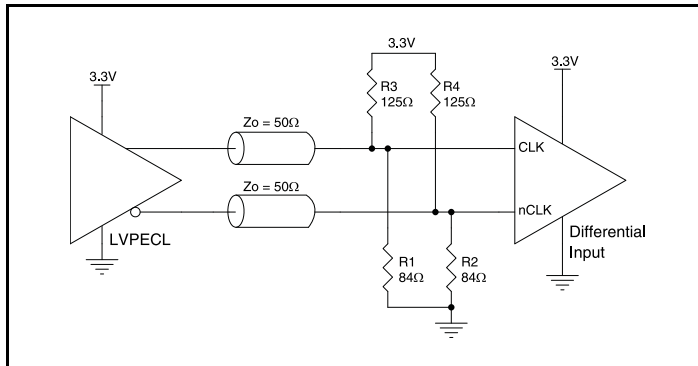 3.3V
3.3V
3.3V
R3
125Ω
R4
125Ω
Zo = 50Ω
CLK
Zo = 50Ω
nCLK
LVPECL
Differential
Input
R1
84Ω
R2
84Ω